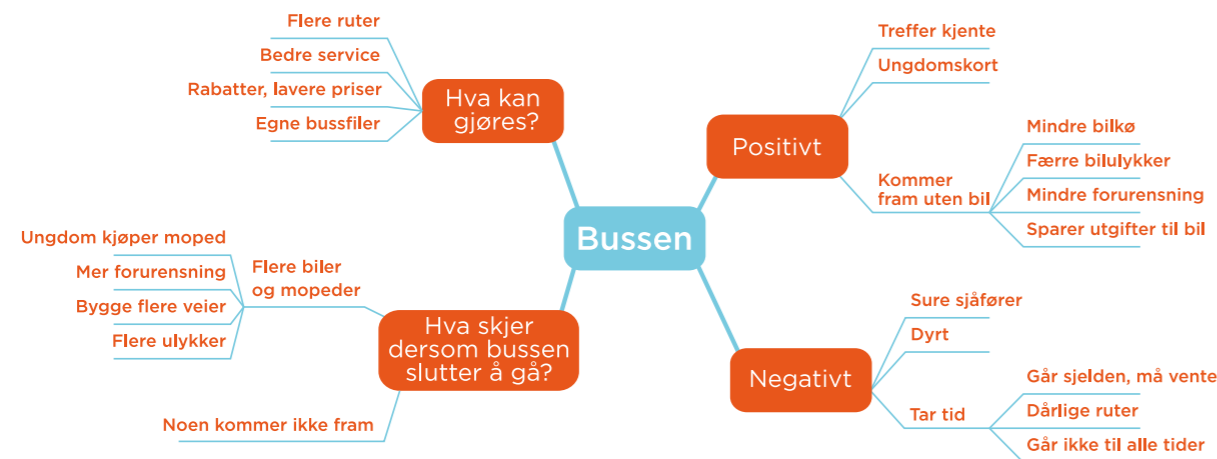 Bussen
Hva kan
gjøres?
Flere ruter
Bedre service
Rabatter, lavere priser
Egne bussfiler
Positivt
Treffer kjente
Ungdomskort
Kommer
fram uten bil
Mindre bilkø
Færre bilulykker
Mindre forurensning
Sparer utgifter til bil
Hva skjer
dersom bussen
slutter å gå?
Flere biler
og mopeder
Ungdom kjøper moped
Mer forurensning
Bygge flere veier
Flere ulykker
Noen kommer ikke fram
Negativt
Sure sjåfører
Dyrt
Tar tid
Går sjelden, må vente
Dårlige ruter
Går ikke til alle tider